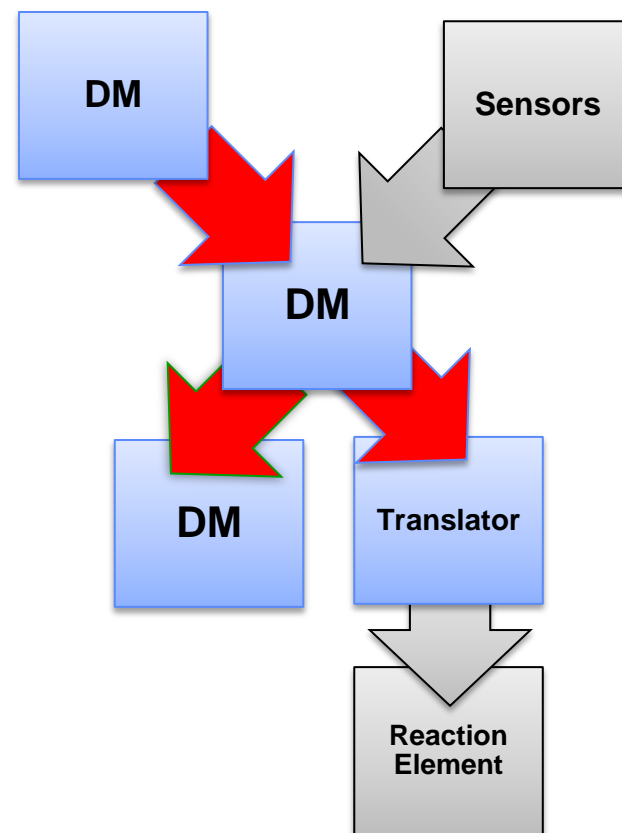 DM
Sensors
DM
DM
Translator
Reaction
Element